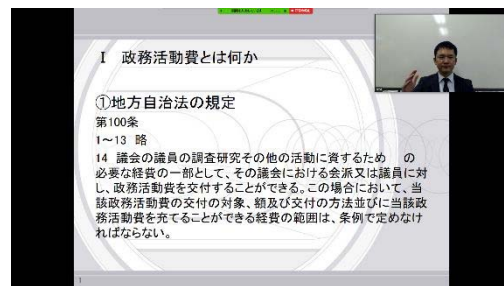 Ⅰ 政務活動費とは何か
①地方自治法の規定
第100条
1～13 略
14 議会の議員の調査研究その他の活動に資するため の
必要な経費の一部として、その議会における会派又は議員に対
し、政務活動費を交付することができる。この場合において、当
該政務活動費の交付の対象、額及び交付の方法並びに当該政
務活動費を充てることができる経費の範囲は、条例で定めなけ
ればならない。
1